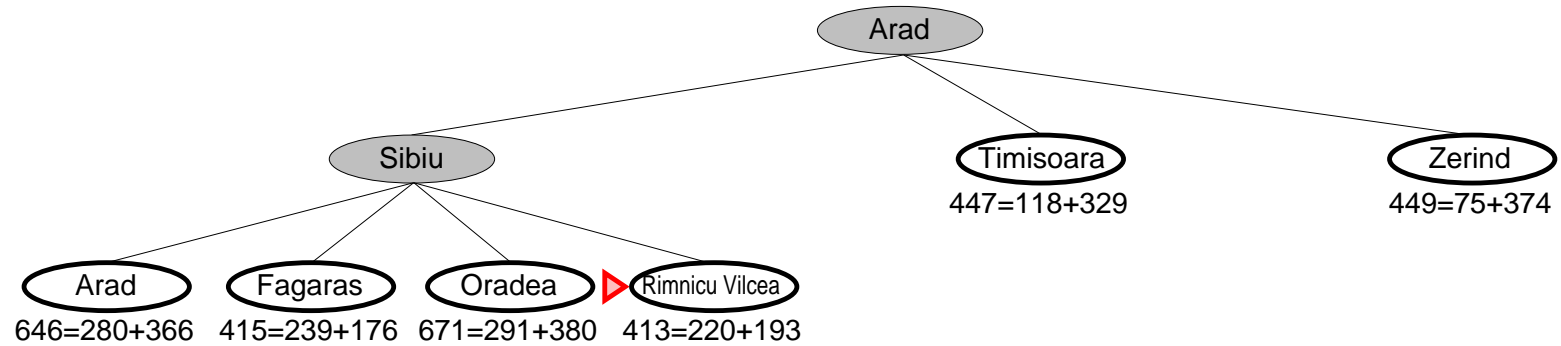 Arad
Sibiu
Timisoara
Zerind
447=118+329
449=75+374
Arad
Fagaras
Oradea
Rimnicu Vilcea
646=280+366
415=239+176
671=291+380
413=220+193